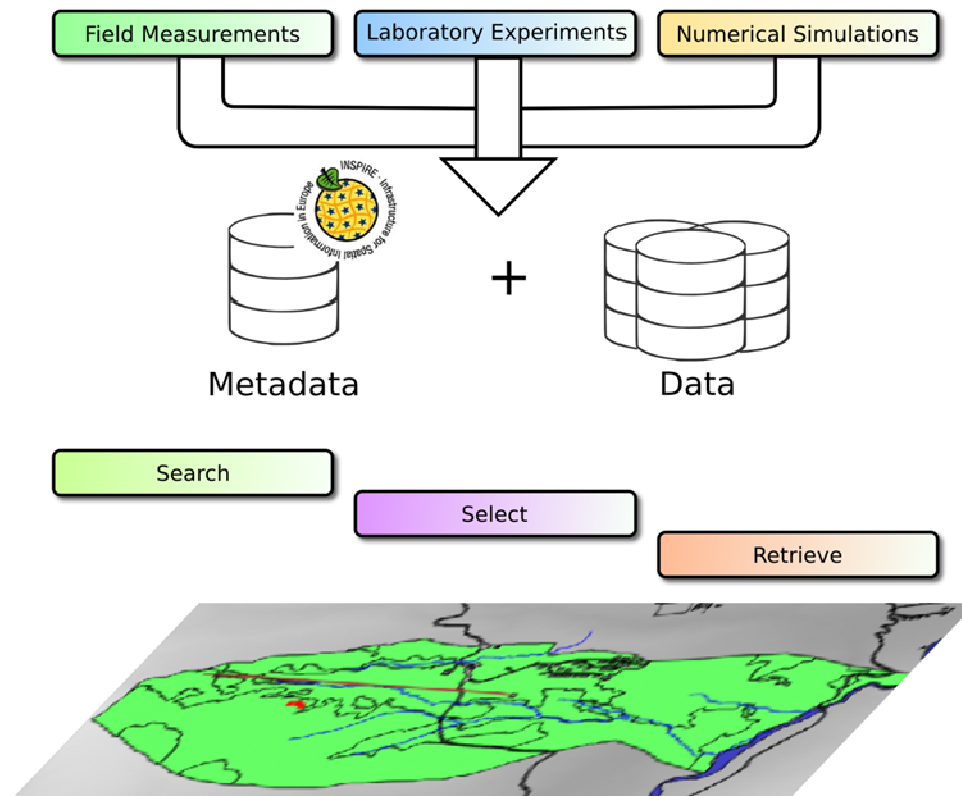 Field Measurements
Laboratory Experiments
Numerical Simulations
INSPIRE - Infrastructure for Spatial Information in Europe
+
Metadata
Data
Search
Select
Retrieve